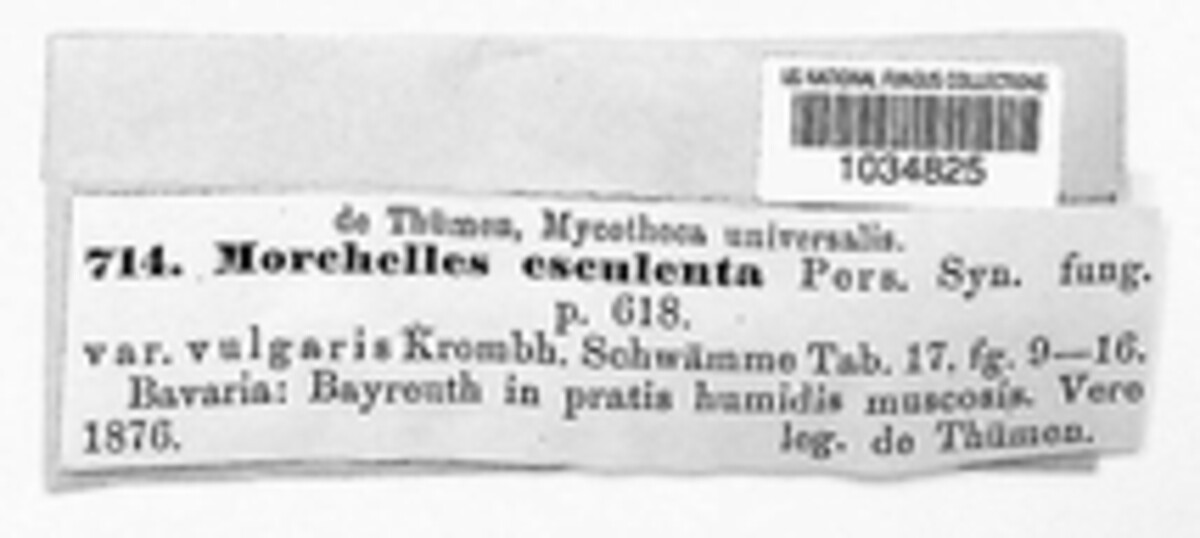 US NATIONAL FUNGUS COLLECTIONS
1034825
de Thümen, Mycotheca universalis.
714. Morchelles esculenta Pers. Syn. fung.
p. 618.
var. vulgaris Krombh. Schwämme Tab. 17. fg. 9—16.
Bavaria: Bayreuth in pratis humidis muscosis. Vere
1876. leg. de Thümen.